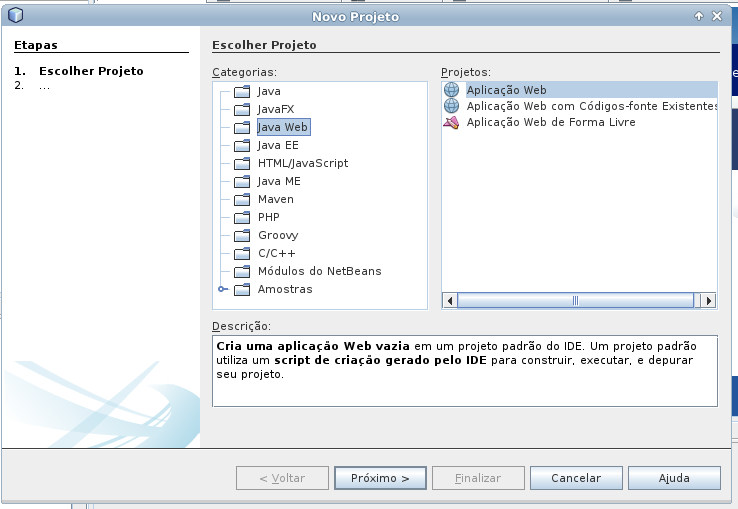 Novo Projeto
Etapas
1. Escolher Projeto
2. ...
Escolher Projeto
Categorias:
Java
JavaFX
Java Web
Java EE
HTML/JavaScript
Java ME
Maven
PHP
Groovy
C/C++
Módulos do NetBeans
Amostras
Projetos:
Aplicação Web
Aplicação Web com Códigos-fonte Existentes
Aplicação Web de Forma Livre
Descrição:
Cria uma aplicação Web vazia em um projeto padrão do IDE. Um projeto padrão
utiliza um script de criação gerado pelo IDE para construir, executar, e depurar
seu projeto.
< Voltar
Próximo >
Finalizar
Cancelar
Ajuda